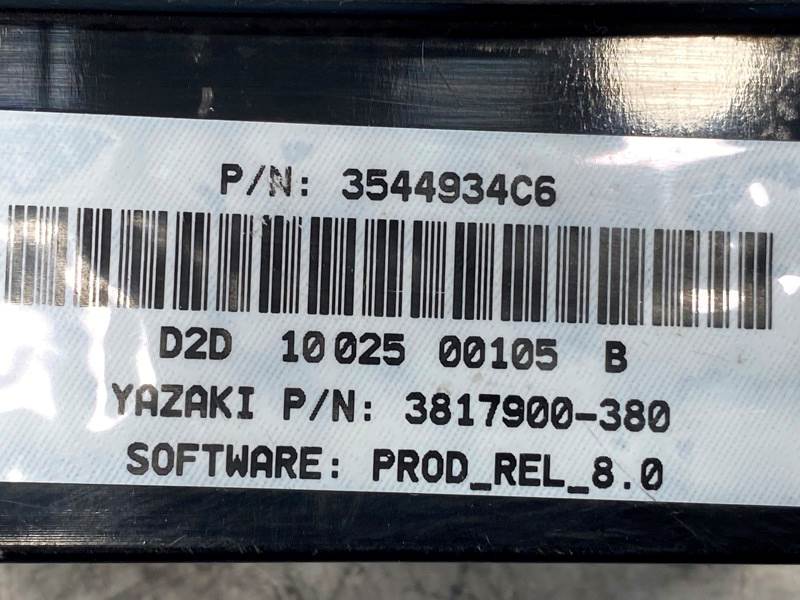 P/N: 3544934C6
D2D 10 025 00105 B
YAZAKI P/N: 3817900-380
SOFTWARE: PROD_REL_8.0